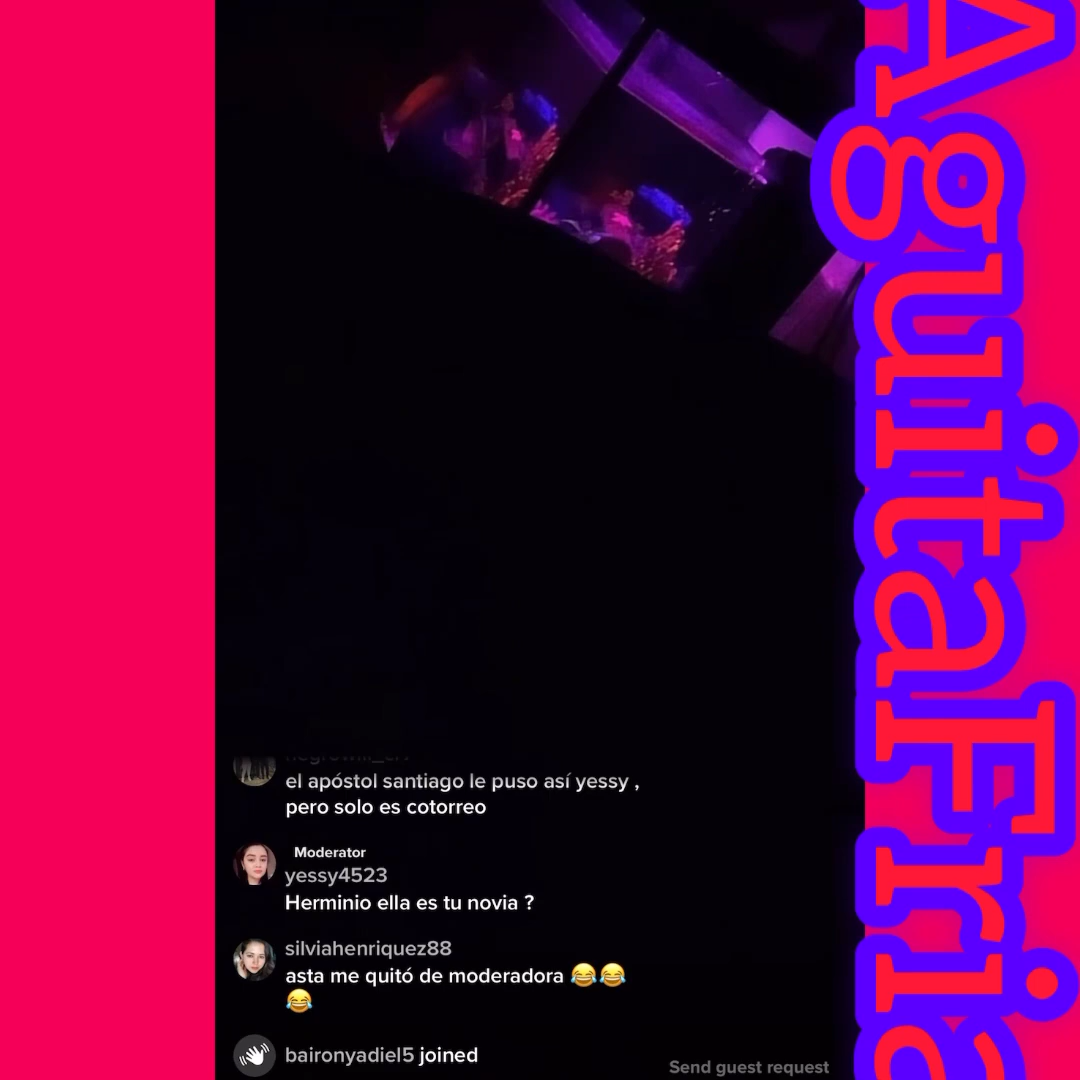 el apóstol santiago le puso así yessy ,
pero solo es cotorreo
Moderator
yessy4523
Herminio ella es tu novia ?
silviahenriquez88
asta me quitó de moderadora 😂😂
😂
baironyadiel5 joined
Send guest request
AguitaFria